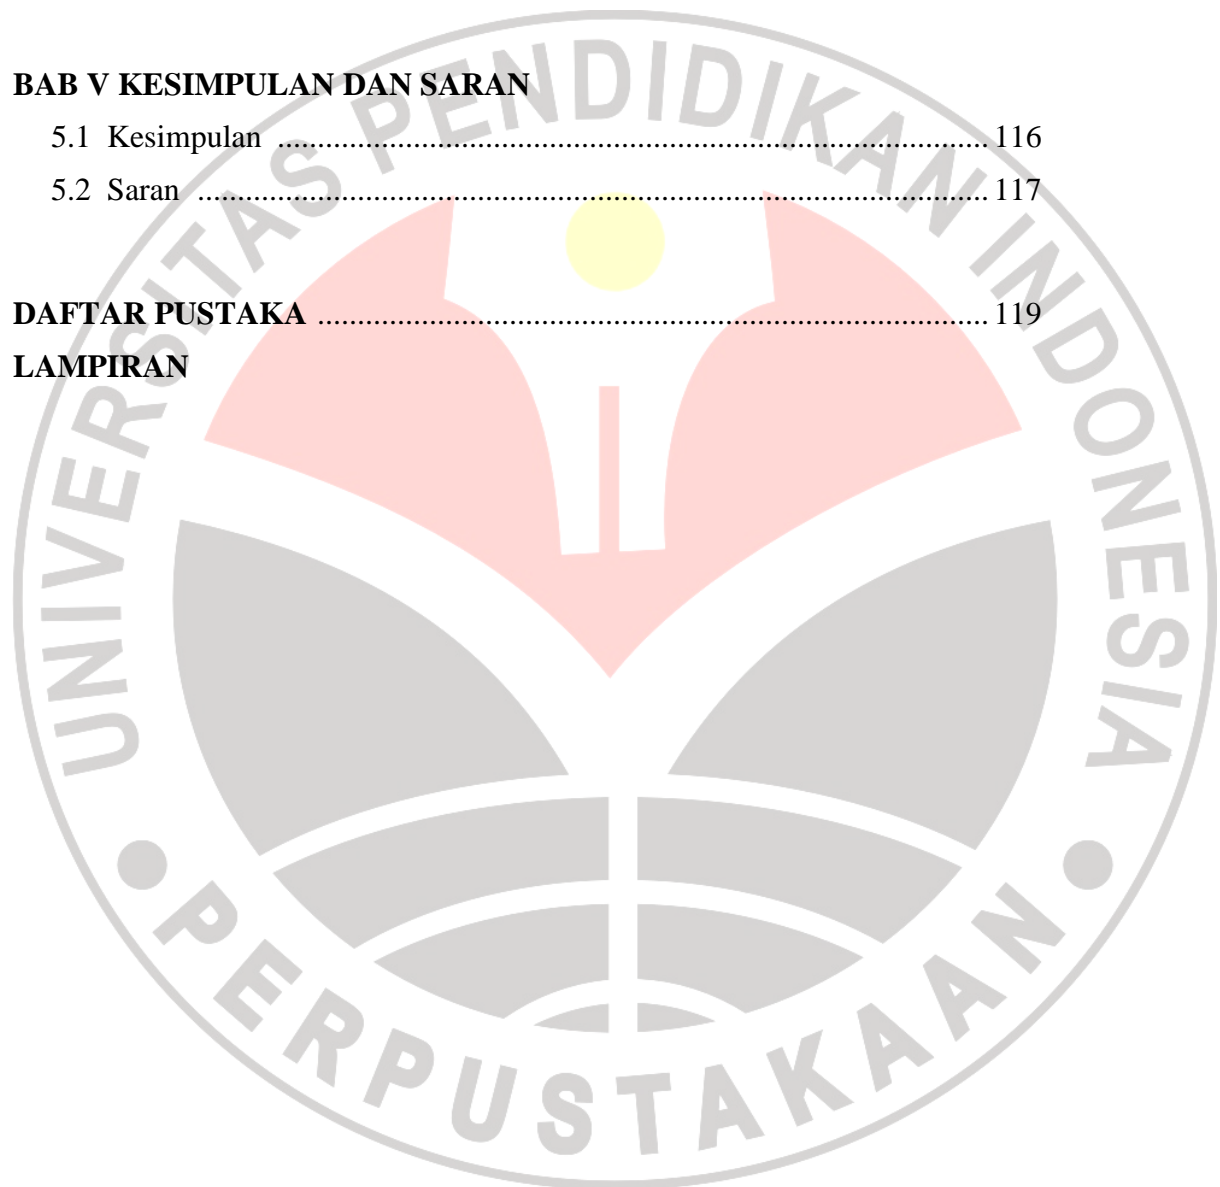 BAB V KESIMPULAN DAN SARAN
5.1 Kesimpulan ........................................................................................ 116
5.2 Saran .................................................................................................. 117
DAFTAR PUSTAKA ................................................................................... 119
LAMPIRAN
UNIVERSITAS PENDIDIKAN INDONESIA
PERPUSTAKAAN